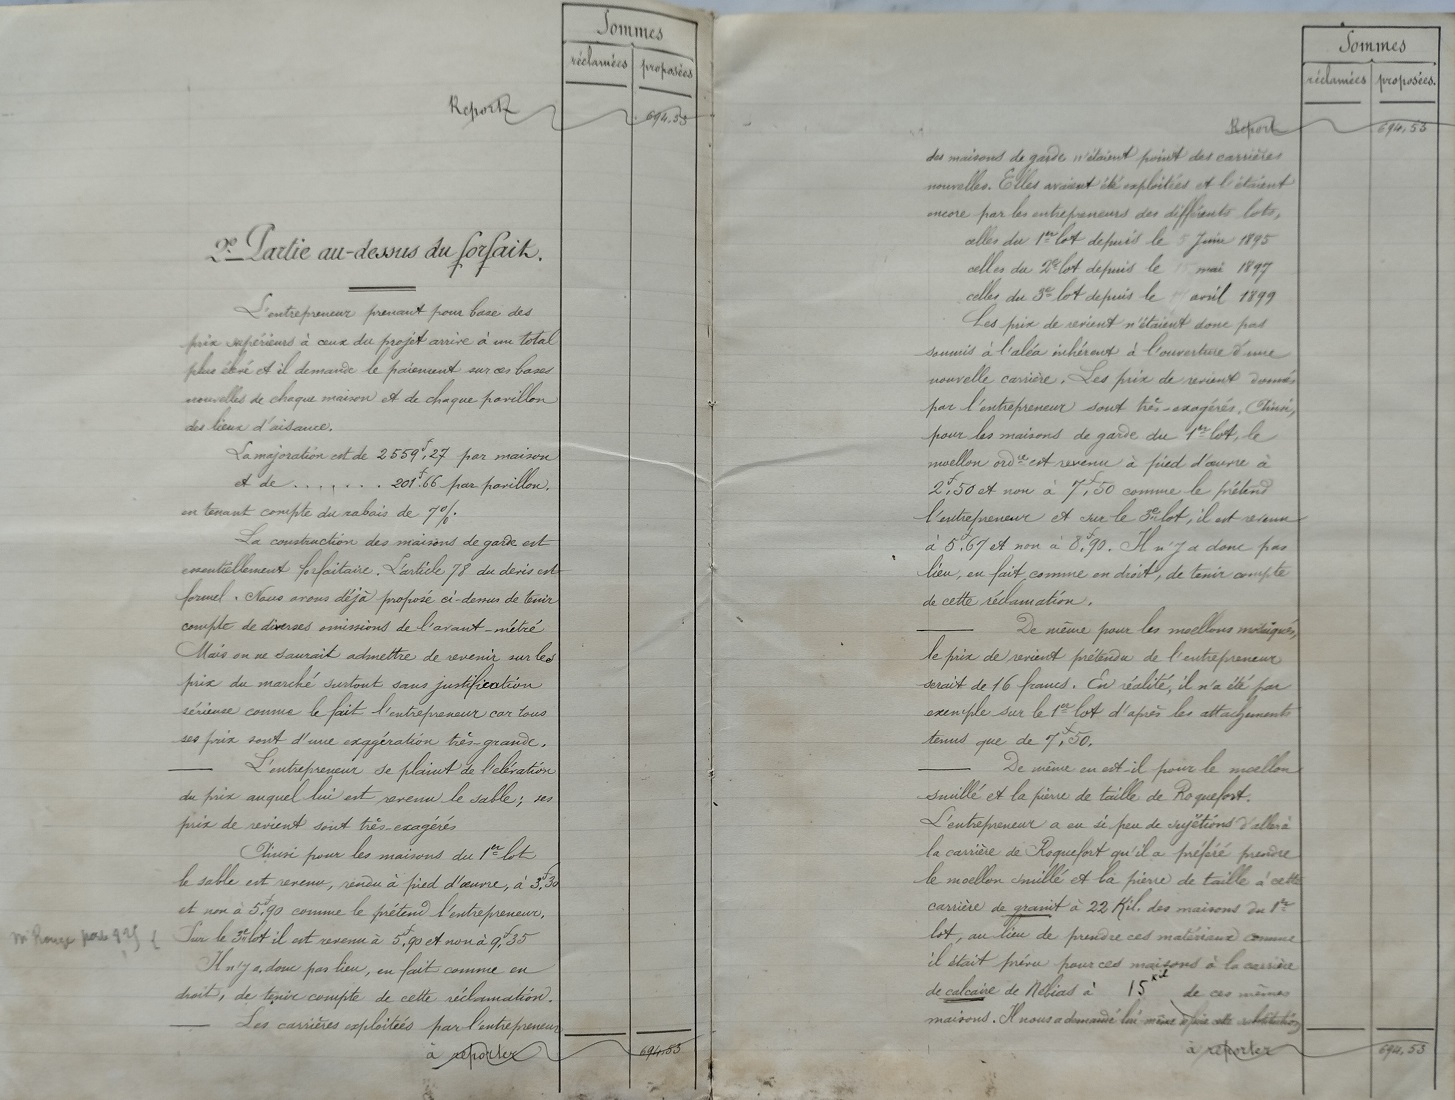 Sommes
réclamées proposées
Report 694.53
2º Partie au-dessus du forfait.
L'entrepreneur prenant pour base des
prix supérieurs à ceux du projet arrive à un total
plus élevé et il demande le paiement sur ces bases
nouvelles de chaque maison et de chaque pavillon
des lieux d'aisance.
La majoration est de 2559f,27 par maison
et de . . . . . . . 201f.66 par pavillon.
en tenant compte du rabais de 7%.
La construction des maisons de garde est
essentiellement forfaitaire. L'article 78 du devis est
formel. Nous avons déjà proposé ci-dessus de tenir
compte de diverses omissions de l'avant-métré
Mais on ne saurait admettre de revenir sur les
prix du marché surtout sans justification
sérieuse comme le fait l'entrepreneur car tous
ses prix sont d'une exagération très-grande.
— L'entrepreneur se plaint de l'élévation
du prix auquel lui est revenu le sable; ses
prix de revient sont très-exagérés
Ainsi pour les maisons du 1er lot
le sable est revenu, rendu à pied d'œuvre, à 3f,30
et non à 5f,90 comme le prétend l'entrepreneur.
Sur le 3e lot il est revenu à 5f,90 et non à 9f,35
Il n'y a donc pas lieu, en fait comme en
droit, de tenir compte de cette réclamation.
— Les carrières exploitées par l'entrepreneur
à reporter 694.53
Sommes
réclamées proposées.
Report 694.53
des maisons de garde n'étaient point des carrières
nouvelles. Elles avaient été exploitées et l'étaient
encore par les entrepreneurs des différents lots,
celles du 1er lot depuis le 5 Juin 1895
celles du 2e lot depuis le mai 1897
celles du 3e lot depuis le avril 1899
Les prix de revient n'étaient donc pas
soumis à l'aléa inhérent à l'ouverture d'une
nouvelle carrière. Les prix de revient donnés
par l'entrepreneur sont très-exagérés. Ainsi,
pour les maisons de garde du 1er lot, le
moellon ordre est revenu à pied d'œuvre à
2f,50 et non à 7f,50 comme le prétend
l'entrepreneur et sur le 3e lot, il est revenu
à 5f.67 et non à 8f,90. Il n'y a donc pas
lieu, en fait, comme en droit, de tenir compte
de cette réclamation.
— De même pour les moellons mosaiqués,
le prix de revient prétendu de l'entrepreneur
serait de 16 francs. En réalité, il n'a été par
exemple sur le 1er lot d'après les attachements
tenus que de 7f,50.
— De même en est-il pour le moellon
smillé et la pierre de taille de Roquefort.
L'entrepreneur a eu si peu de sujétions d'aller à
la carrière de Roquefort qu'il a préféré prendre
le moellon smillé et la pierre de taille à cette
carrière de granit à 22 Kil. des maisons du 1er
lot, au lieu de prendre ces matériaux comme
il était prévu pour ces maisons à la carrière
de calcaire de Nébias à 15 kil de ces mêmes
maisons. Il nous a demandé lui même à faire cette substitution
à reporter 694.53